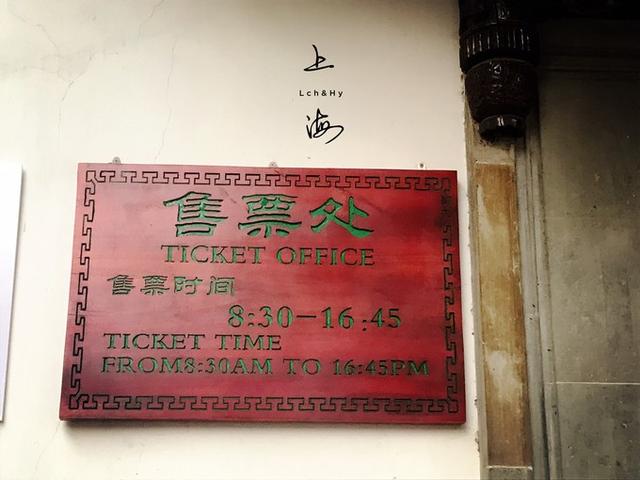 上
Lch&Hy
海
售票处
TICKET OFFICE
售票时间
8:30-16:45
TICKET TIME
FROM8:30AM TO 16:45PM